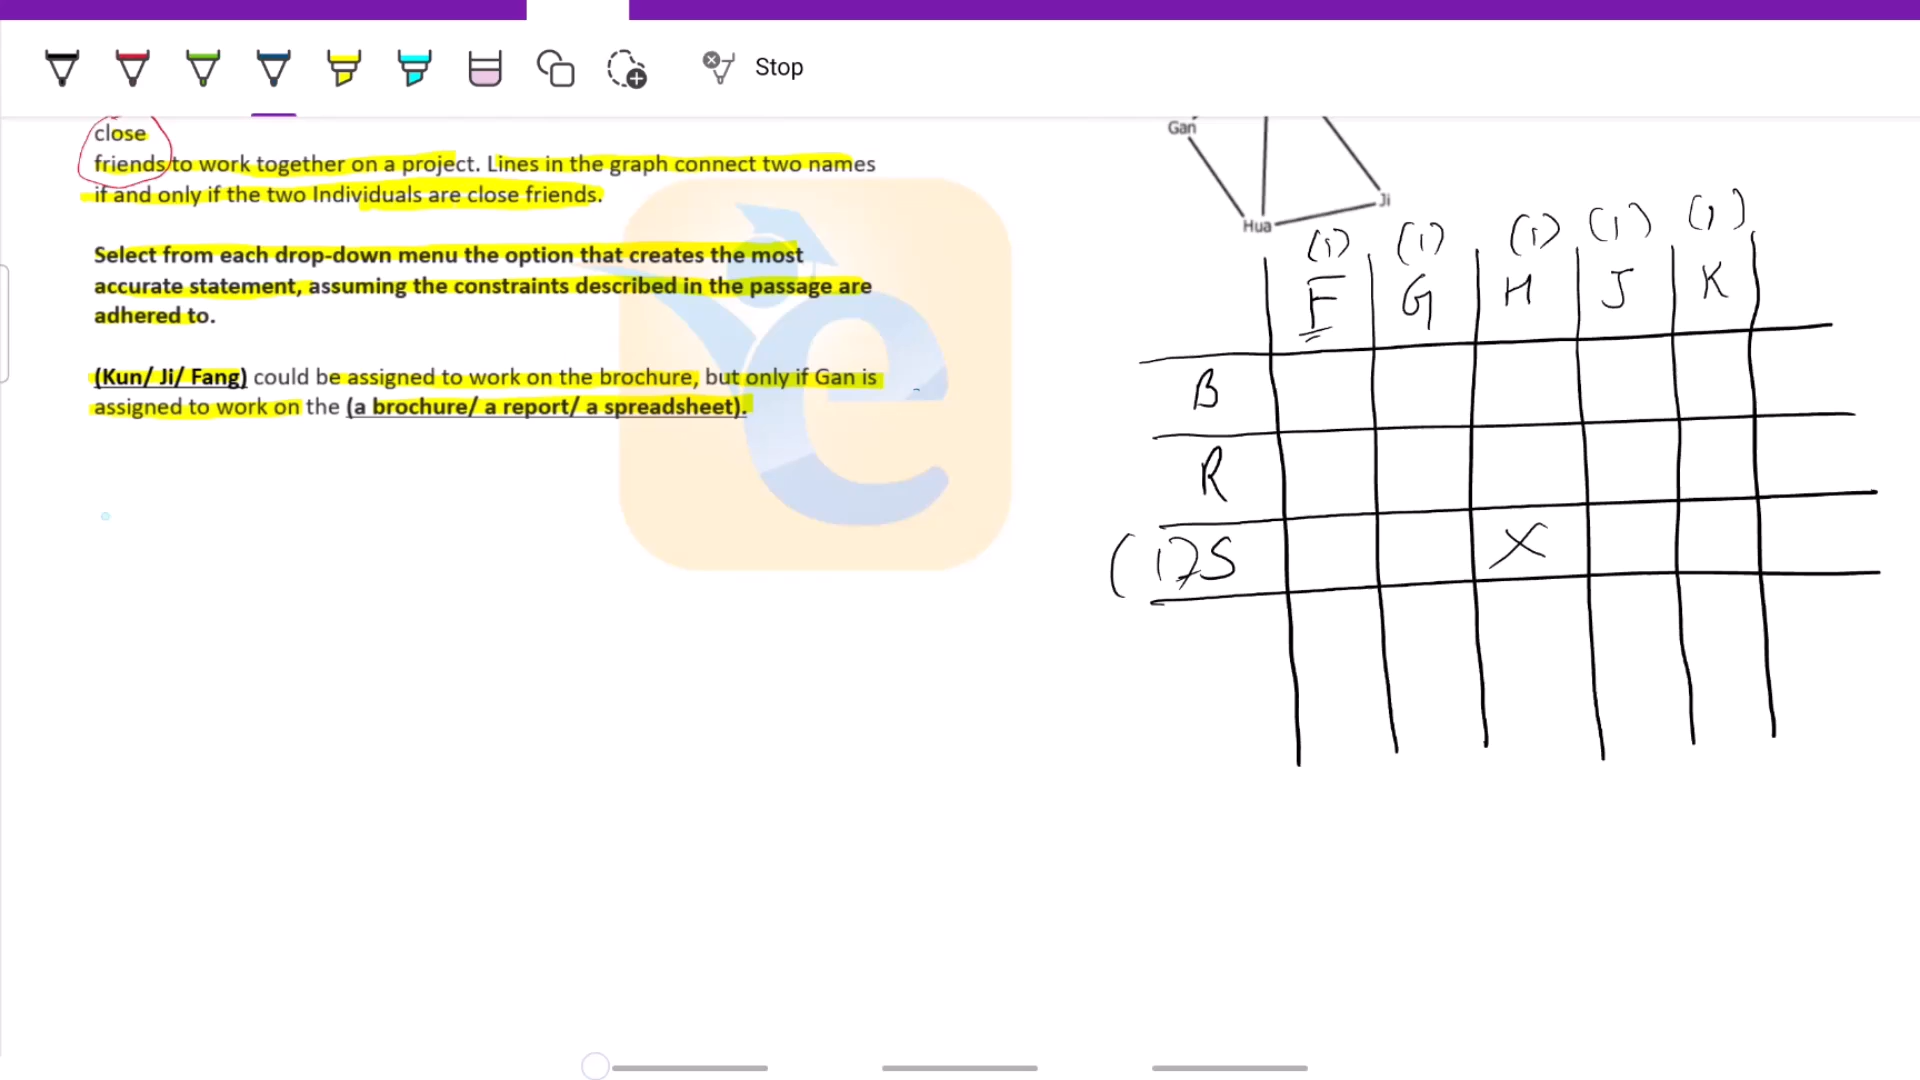 Stop
close
friends to work together on a project. Lines in the graph connect two names
if and only if the two Individuals are close friends.
Select from each drop-down menu the option that creates the most
accurate statement, assuming the constraints described in the passage are
adhered to.
(Kun/ Ji/ Fang) could be assigned to work on the brochure, but only if Gan is
assigned to work on the (a brochure/ a report/ a spreadsheet).
Gan
Ji
Hua
(1) (1) (1) (1) (1)
F G H J K
B
R
(1) S X